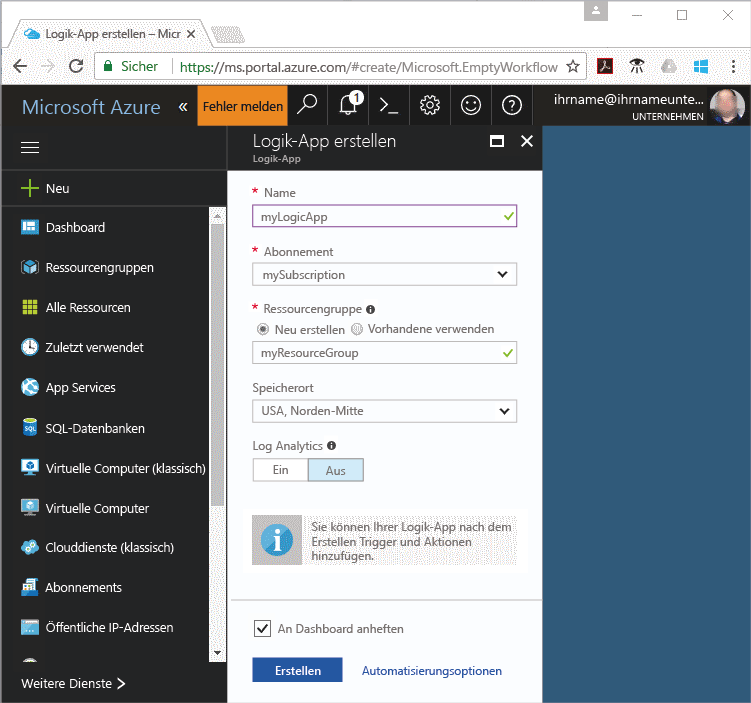 Logik-App erstellen – Micr
Sicher https://ms.portal.azure.com/#create/Microsoft.EmptyWorkflow
Microsoft Azure « Fehler melden 1 ihrname@ihrnameunte...
UNTERNEHMEN
Logik-App erstellen
Logik-App
Neu
Dashboard
Ressourcengruppen
Alle Ressourcen
Zuletzt verwendet
App Services
SQL-Datenbanken
Virtuelle Computer (klassisch)
Virtuelle Computer
Clouddienste (klassisch)
Abonnements
Öffentliche IP-Adressen
Weitere Dienste
* Name
myLogicApp
* Abonnement
mySubscription
* Ressourcengruppe
Neu erstellen Vorhandene verwenden
myResourceGroup
Speicherort
USA, Norden-Mitte
Log Analytics
Ein Aus
Sie können Ihrer Logik-App nach dem
Erstellen Trigger und Aktionen
hinzufügen.
An Dashboard anheften
Erstellen Automatisierungsoptionen